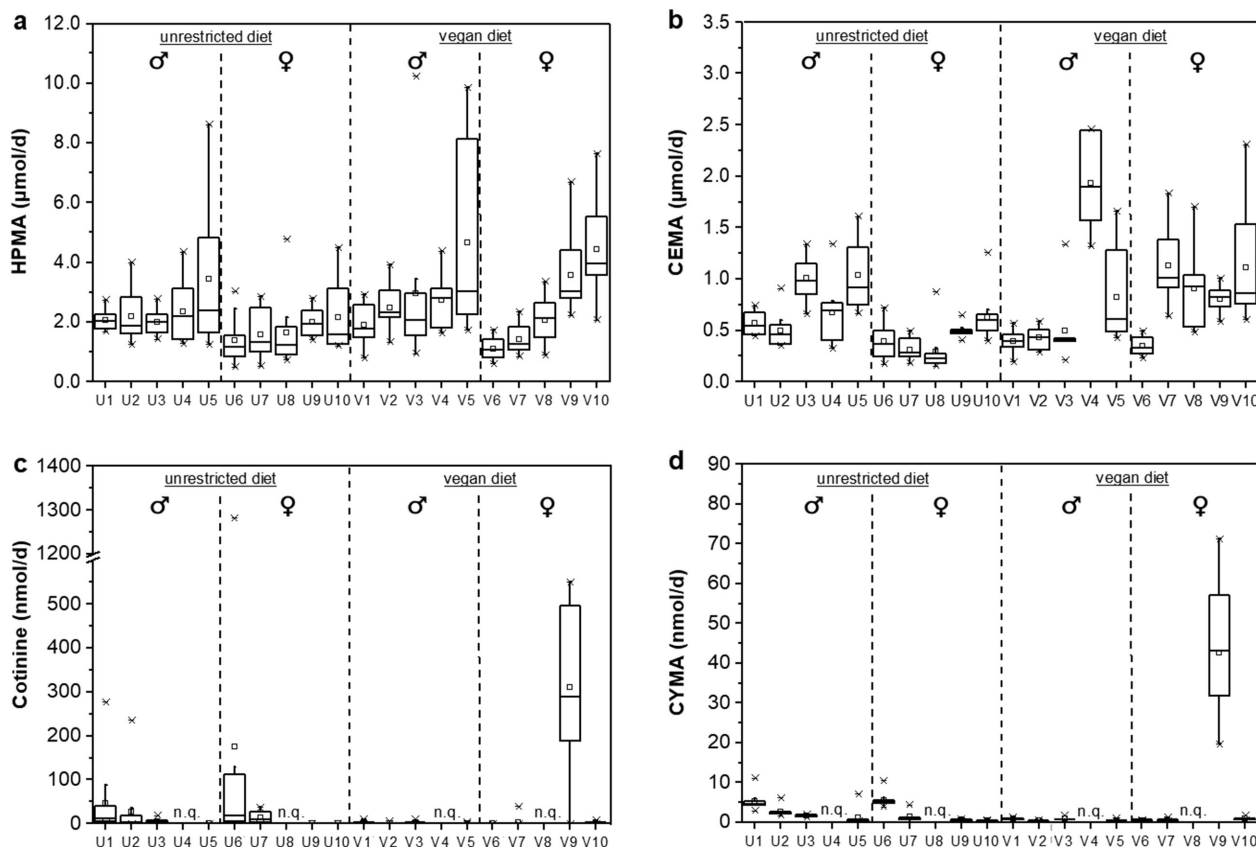 a
unrestricted diet
vegan diet
♂ ♀ ♂ ♀
HPMA (µmol/d)
12.0
10.0
8.0
6.0
4.0
2.0
0.0
U1 U2 U3 U4 U5 U6 U7 U8 U9 U10 V1 V2 V3 V4 V5 V6 V7 V8 V9 V10
b
unrestricted diet
vegan diet
♂ ♀ ♂ ♀
CEMA (µmol/d)
3.5
3.0
2.5
2.0
1.5
1.0
0.5
0.0
U1 U2 U3 U4 U5 U6 U7 U8 U9 U10 V1 V2 V3 V4 V5 V6 V7 V8 V9 V10
c
unrestricted diet
vegan diet
♂ ♀ ♂ ♀
Cotinine (nmol/d)
1400
1300
1200
500
400
300
200
100
0
n.q. n.q. n.q. n.q.
U1 U2 U3 U4 U5 U6 U7 U8 U9 U10 V1 V2 V3 V4 V5 V6 V7 V8 V9 V10
d
unrestricted diet
vegan diet
♂ ♀ ♂ ♀
CYMA (nmol/d)
90
80
70
60
50
40
30
20
10
0
n.q. n.q. n.q. n.q.
U1 U2 U3 U4 U5 U6 U7 U8 U9 U10 V1 V2 V3 V4 V5 V6 V7 V8 V9 V10